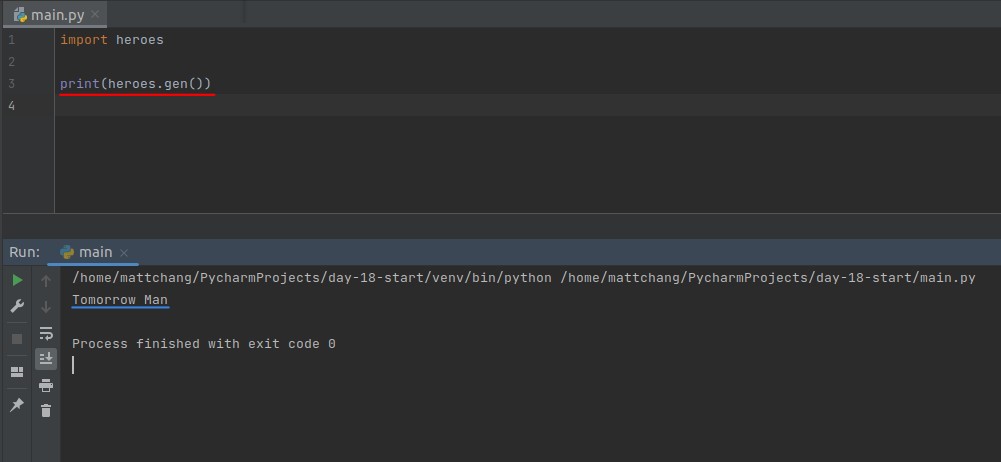 main.py
1 import heroes
2
3 print(heroes.gen())
4
Run: main
/home/mattchang/PycharmProjects/day-18-start/venv/bin/python /home/mattchang/PycharmProjects/day-18-start/main.py
Tomorrow Man
Process finished with exit code 0